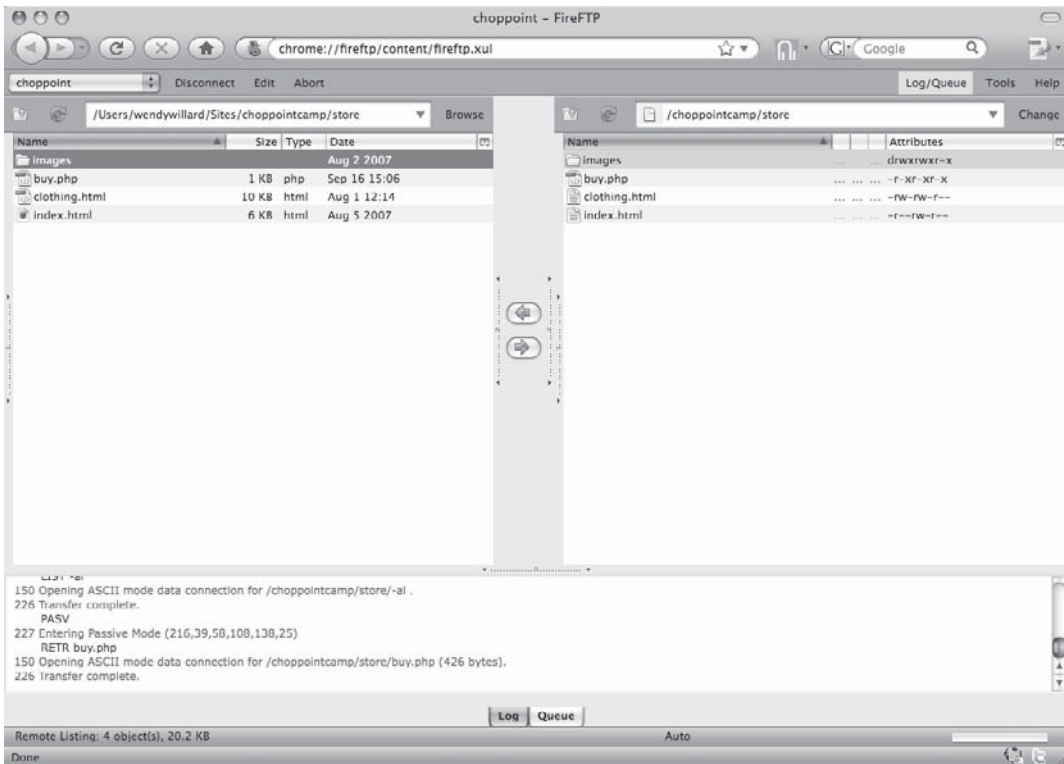 choppoint – FireFTP
chrome://fireftp/content/fireftp.xul
G Google
choppoint Disconnect Edit Abort Log/Queue Tools Help
/Users/wendywillard/Sites/choppointcamp/store Browse
/choppointcamp/store Change
Name Size Type Date
images Aug 2 2007
buy.php 1 KB php Sep 16 15:06
clothing.html 10 KB html Aug 1 12:14
index.html 6 KB html Aug 5 2007
Name Attributes
images ... ... drwxrwxr-x
buy.php ... ... ... -r-xr-xr-x
clothing.html ... ... ... -rw-rw-r--
index.html ... ... ... -r--rw-r--
LIST -al
150 Opening ASCII mode data connection for /choppointcamp/store/-al .
226 Transfer complete.
PASV
227 Entering Passive Mode (216,39,58,108,138,25)
RETR buy.php
150 Opening ASCII mode data connection for /choppointcamp/store/buy.php (426 bytes).
226 Transfer complete.
Log Queue
Remote Listing: 4 object(s), 20.2 KB Auto
Done